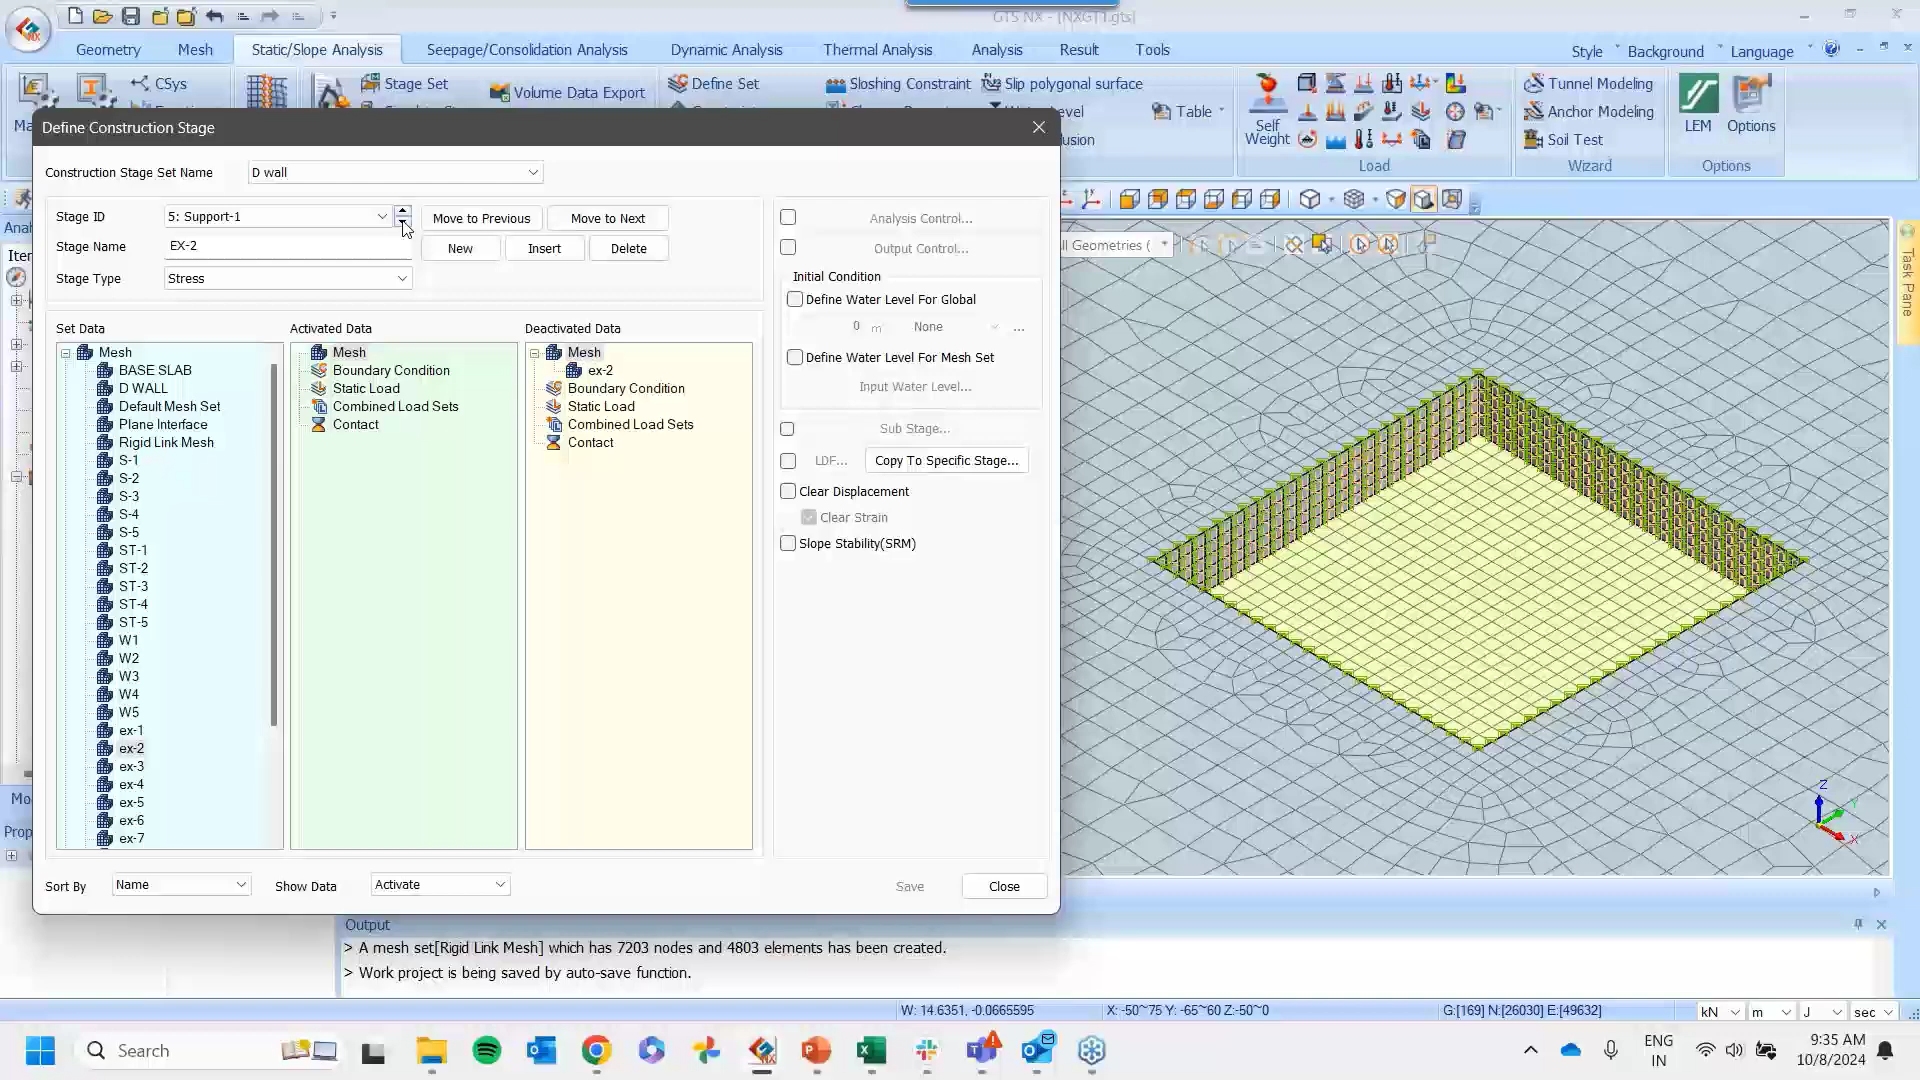 GTS NX - [NXGT1.gts]
Geometry
Mesh
Static/Slope Analysis
Seepage/Consolidation Analysis
Dynamic Analysis
Thermal Analysis
Analysis
Result
Tools
Style
Background
Language
CSys
Stage Set
Volume Data Export
Define Set
Sloshing Constraint
Slip polygonal surface
Table
Self
Weight
Load
Tunnel Modeling
Anchor Modeling
Soil Test
Wizard
LEM
Options
Options
Define Construction Stage
Construction Stage Set Name
D wall
Stage ID
5: Support-1
Move to Previous
Move to Next
Stage Name
EX-2
New
Insert
Delete
Stage Type
Stress
Set Data
Mesh
BASE SLAB
D WALL
Default Mesh Set
Plane Interface
Rigid Link Mesh
S-1
S-2
S-3
S-4
S-5
ST-1
ST-2
ST-3
ST-4
ST-5
W1
W2
W3
W4
W5
ex-1
ex-2
ex-3
ex-4
ex-5
ex-6
ex-7
Activated Data
Mesh
Boundary Condition
Static Load
Combined Load Sets
Contact
Deactivated Data
Mesh
ex-2
Boundary Condition
Static Load
Combined Load Sets
Contact
Analysis Control...
Output Control...
Initial Condition
Define Water Level For Global
0 m None ...
Define Water Level For Mesh Set
Input Water Level...
Sub Stage...
LDF...
Copy To Specific Stage...
Clear Displacement
Clear Strain
Slope Stability(SRM)
Sort By
Name
Show Data
Activate
Save
Close
ll Geometries (
Task Pane
Z
Y
X
Output
> A mesh set[Rigid Link Mesh] which has 7203 nodes and 4803 elements has been created.
> Work project is being saved by auto-save function.
W: 14.6351, -0.0665595
X: -50~75 Y: -65~60 Z:-50~0
G:[169] N:[26030] E:[49632]
kN
m
J
sec
Search
ENG
IN
9:35 AM
10/8/2024